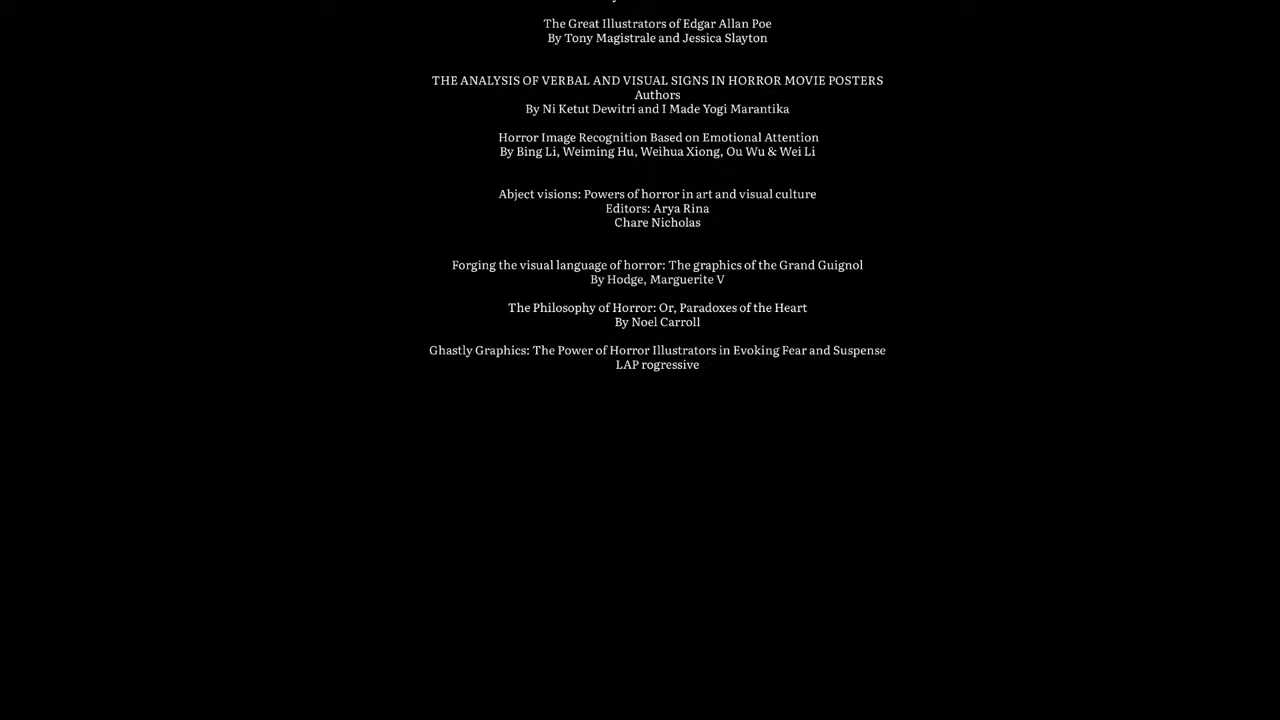 The Great Illustrators of Edgar Allan Poe
By Tony Magistrale and Jessica Slayton
THE ANALYSIS OF VERBAL AND VISUAL SIGNS IN HORROR MOVIE POSTERS
Authors
By Ni Ketut Dewitri and I Made Yogi Marantika
Horror Image Recognition Based on Emotional Attention
By Bing Li, Weiming Hu, Weihua Xiong, Ou Wu & Wei Li
Abject visions: Powers of horror in art and visual culture
Editors: Arya Rina
Chare Nicholas
Forging the visual language of horror: The graphics of the Grand Guignol
By Hodge, Marguerite V
The Philosophy of Horror: Or, Paradoxes of the Heart
By Noel Carroll
Ghastly Graphics: The Power of Horror Illustrators in Evoking Fear and Suspense
LAP rogressive